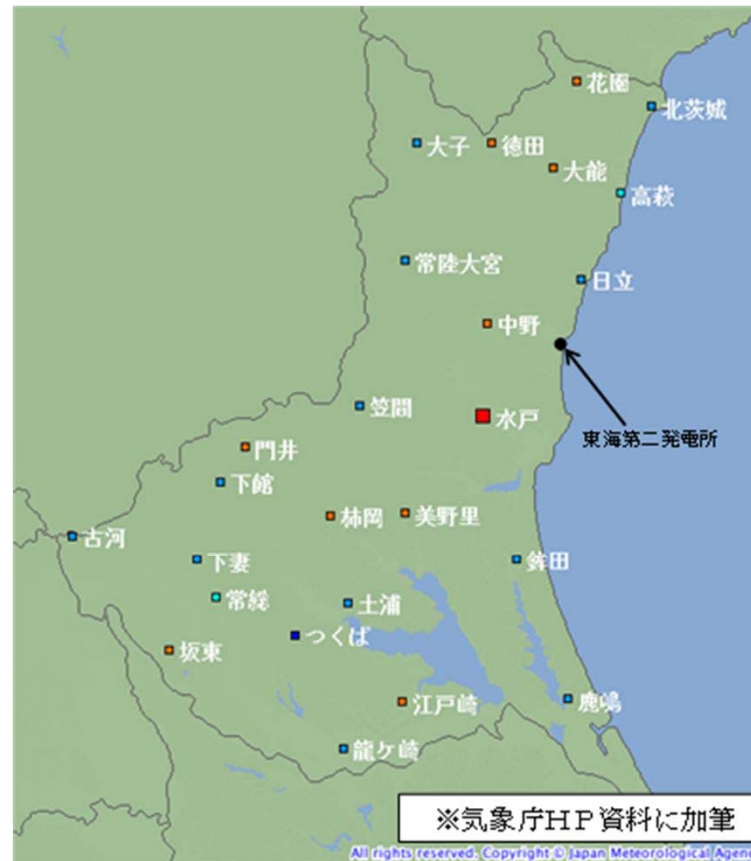 花園
北茨城
大子
徳田
大能
高萩
常陸大宮
日立
中野
笠間
水戸
東海第二発電所
門井
下館
柿岡
美野里
古河
下妻
鉾田
常総
土浦
つくば
坂東
江戸崎
鹿嶋
龍ケ崎
※気象庁HP資料に加筆
All rights reserved. Copyright © Japan Meteorological Agency